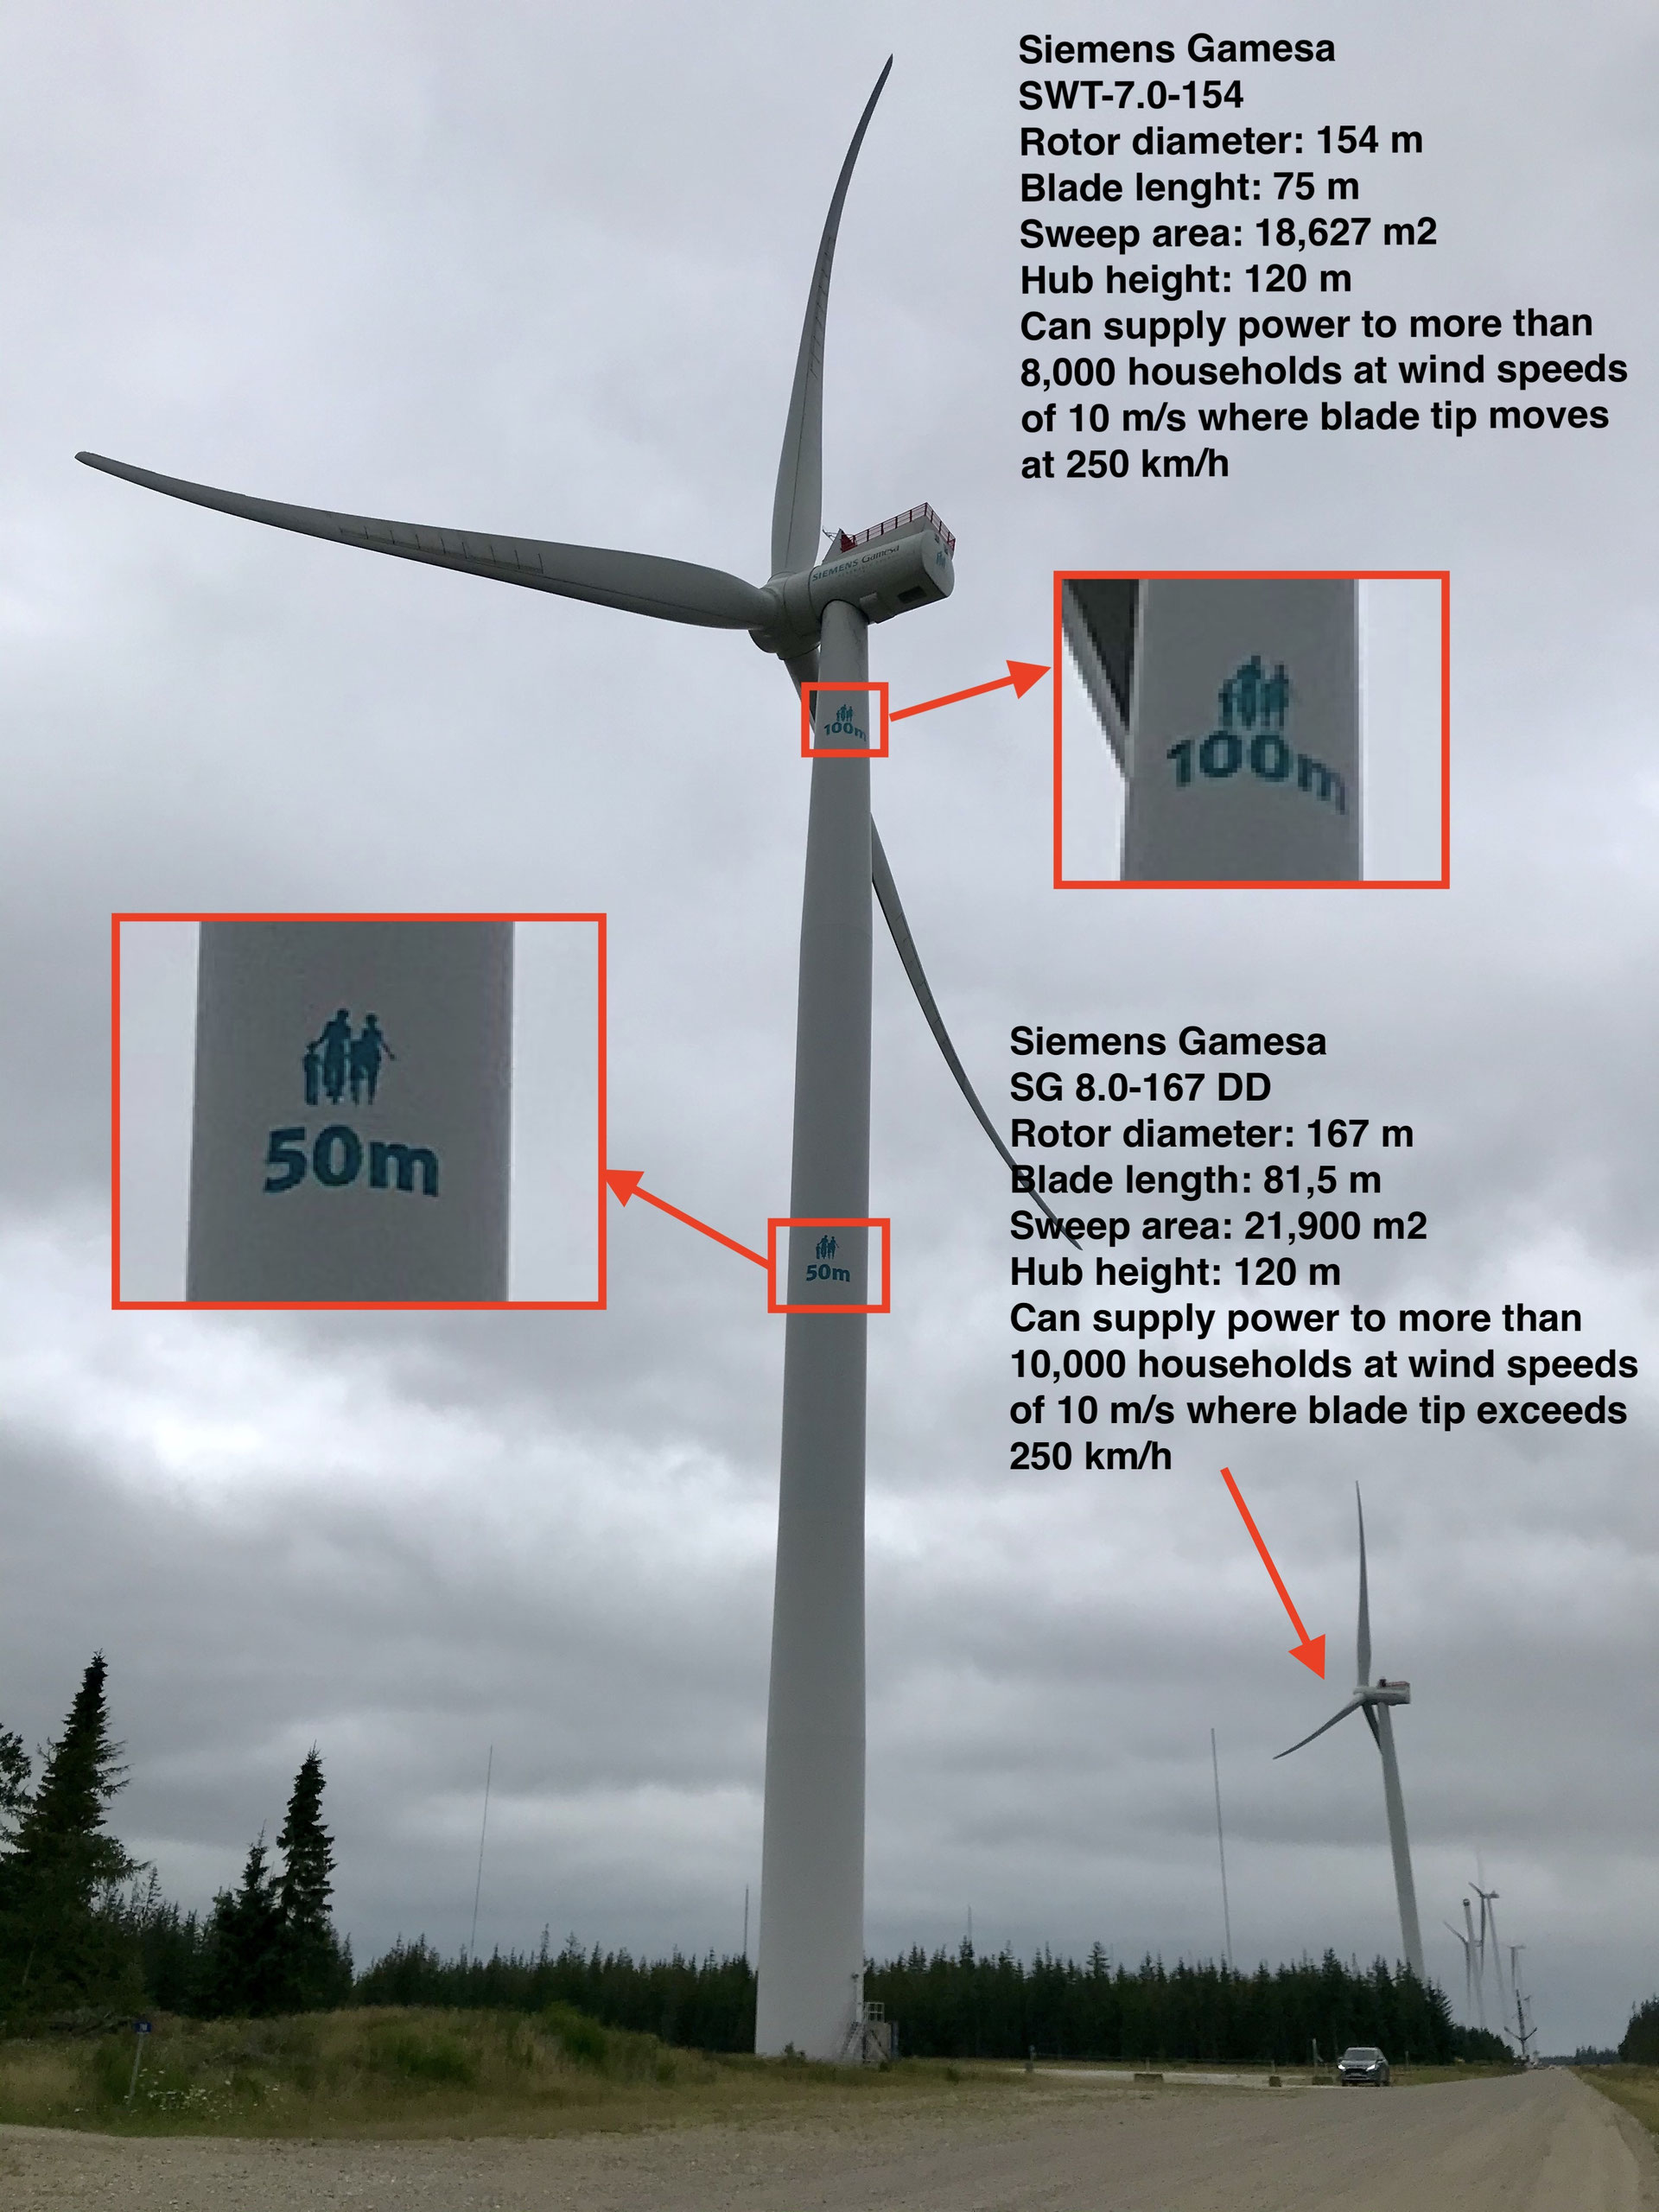 Siemens Gamesa
SWT-7.0-154
Rotor diameter: 154 m
Blade lenght: 75 m
Sweep area: 18,627 m2
Hub height: 120 m
Can supply power to more than
8,000 households at wind speeds
of 10 m/s where blade tip moves
at 250 km/h
SIEMENS Gamesa
100m
100m
50m
50m
Siemens Gamesa
SG 8.0-167 DD
Rotor diameter: 167 m
Blade length: 81,5 m
Sweep area: 21,900 m2
Hub height: 120 m
Can supply power to more than
10,000 households at wind speeds
of 10 m/s where blade tip exceeds
250 km/h